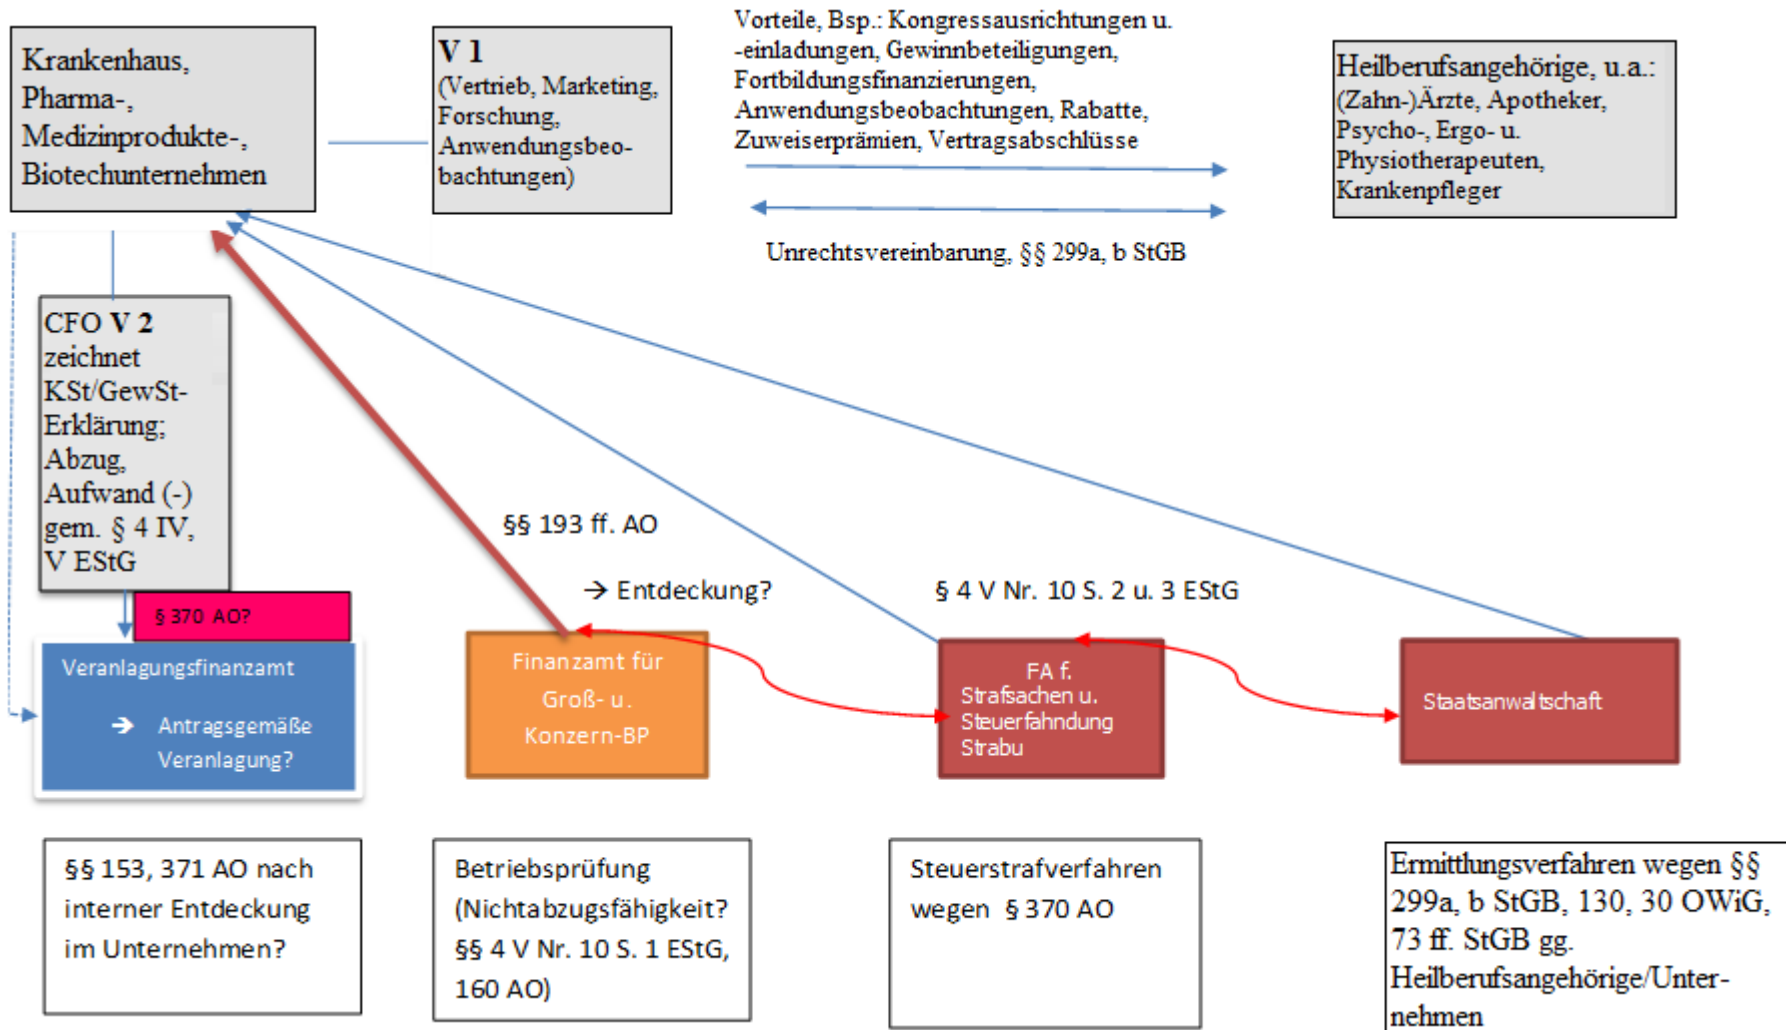 Krankenhaus,
Pharma-,
Medizinprodukte-,
Biotechunternehmen
V 1
(Vertrieb, Marketing,
Forschung,
Anwendungsbeo-
bachtungen)
Vorteile, Bsp.: Kongressausrichtungen u.
-einladungen, Gewinnbeteiligungen,
Fortbildungsfinanzierungen,
Anwendungsbeobachtungen, Rabatte,
Zuweiserprämien, Vertragsabschlüsse
Unrechtsvereinbarung, §§ 299a, b StGB
Heilberufsangehörige, u.a.:
(Zahn-)Ärzte, Apotheker,
Psycho-, Ergo- u.
Physiotherapeuten,
Krankenpfleger
CFO V 2
zeichnet
KSt/GewSt-
Erklärung;
Abzug,
Aufwand (-)
gem. § 4 IV,
V EStG
§§ 193 ff. AO
→ Entdeckung?
§ 4 V Nr. 10 S. 2 u. 3 EStG
§ 370 AO?
Veranlagungsfinanzamt
→ Antragsgemäße
Veranlagung?
Finanzamt für
Groß- u.
Konzern-BP
FA f.
Strafsachen u.
Steuerfahndung
Strabu
Staatsanwaltschaft
§§ 153, 371 AO nach
interner Entdeckung
im Unternehmen?
Betriebsprüfung
(Nichtabzugsfähigkeit?
§§ 4 V Nr. 10 S. 1 EStG,
160 AO)
Steuerstrafverfahren
wegen § 370 AO
Ermittlungsverfahren wegen §§
299a, b StGB, 130, 30 OWiG,
73 ff. StGB gg.
Heilberufsangehörige/Unter-
nehmen